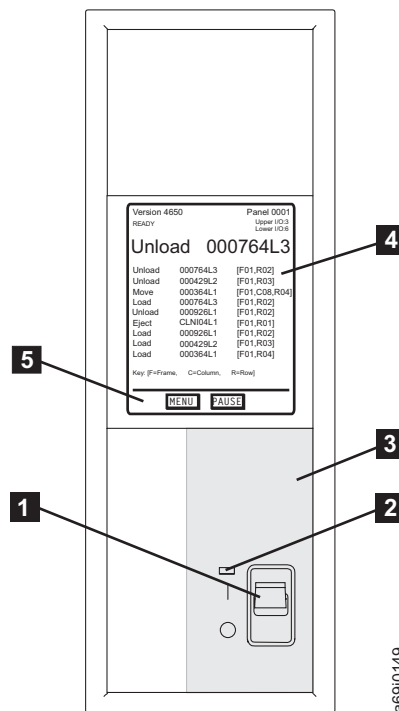 Version 4650 Panel 0001
READY Upper I/O:3
Lower I/O:6
Unload 000764L3
Unload 000764L3 [F01,R02]
Unload 000429L2 [F01,R03]
Move 000364L1 [F01,C08,R04]
Load 000764L3 [F01,R02]
Unload 000926L1 [F01,R02]
Eject CLNI04L1 [F01,R01]
Load 000926L1 [F01,R02]
Load 000429L2 [F01,R03]
Load 000364L1 [F01,R04]
Key: [F=Frame, C=Column, R=Row]
MENU PAUSE
4
5
3
1
2
a69i0149